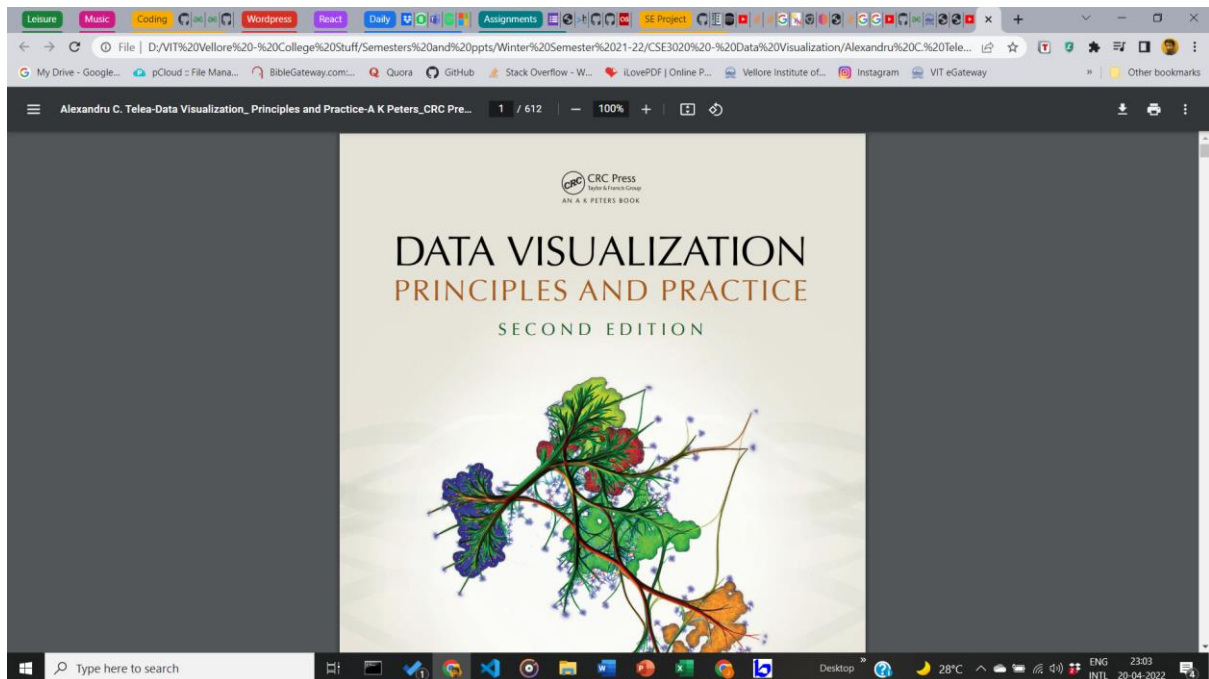 Leisure Music Coding Wordpress React Daily Assignments SE Project
File | D:/VIT%20Vellore%20-%20College%20Stuff/Semesters%20and%20ppts/Winter%20Semester%2021-22/CSE3020%20-%20Data%20Visualization/Alexandru%20C.%20Tele...
My Drive - Google... pCloud :: File Mana... BibleGateway.com:... Quora GitHub Stack Overflow - W... iLovePDF | Online P... Vellore Institute of... Instagram VIT eGateway » Other bookmarks
Alexandru C. Telea-Data Visualization_ Principles and Practice-A K Peters_CRC Pre... 1 / 612 100%
CRC CRC Press
Taylor & Francis Group
AN A K PETERS BOOK
DATA VISUALIZATION
PRINCIPLES AND PRACTICE
SECOND EDITION
Type here to search Desktop » 28°C ENG 23:03
INTL 20-04-2022